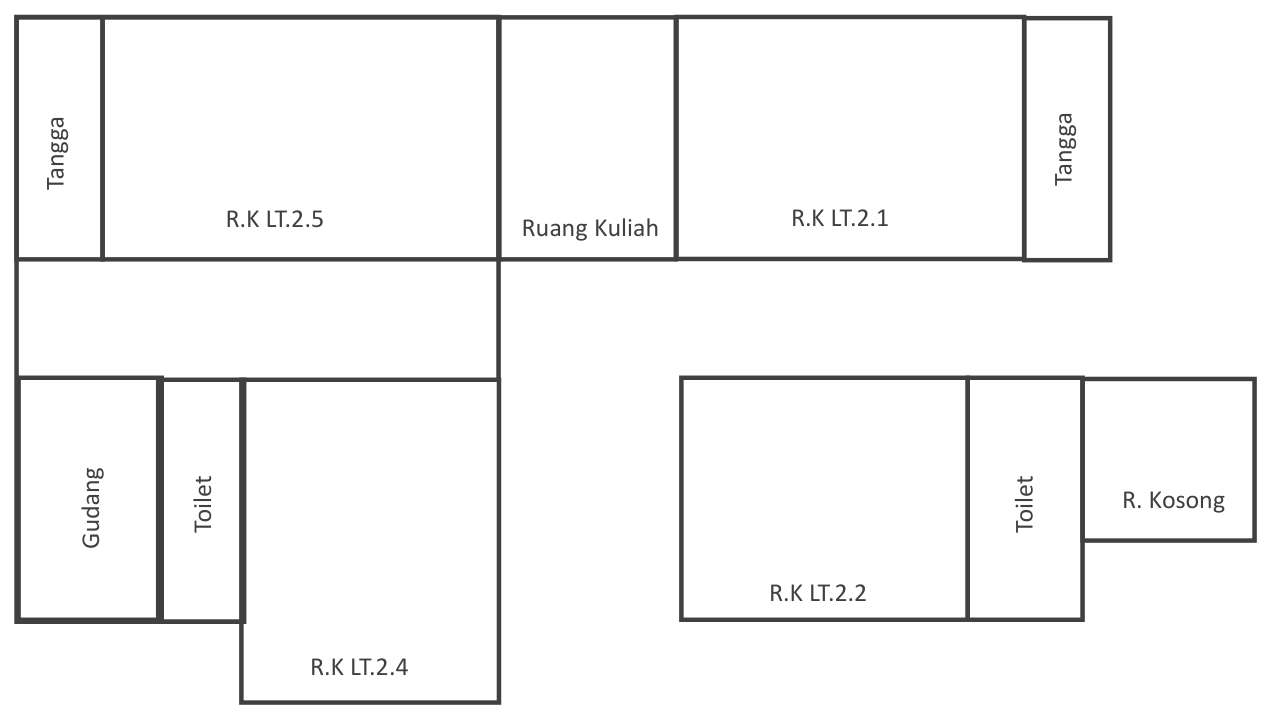 Tangga
R.K LT.2.5
Ruang Kuliah
R.K LT.2.1
Tangga
Gudang
Toilet
R.K LT.2.4
R.K LT.2.2
Toilet
R. Kosong